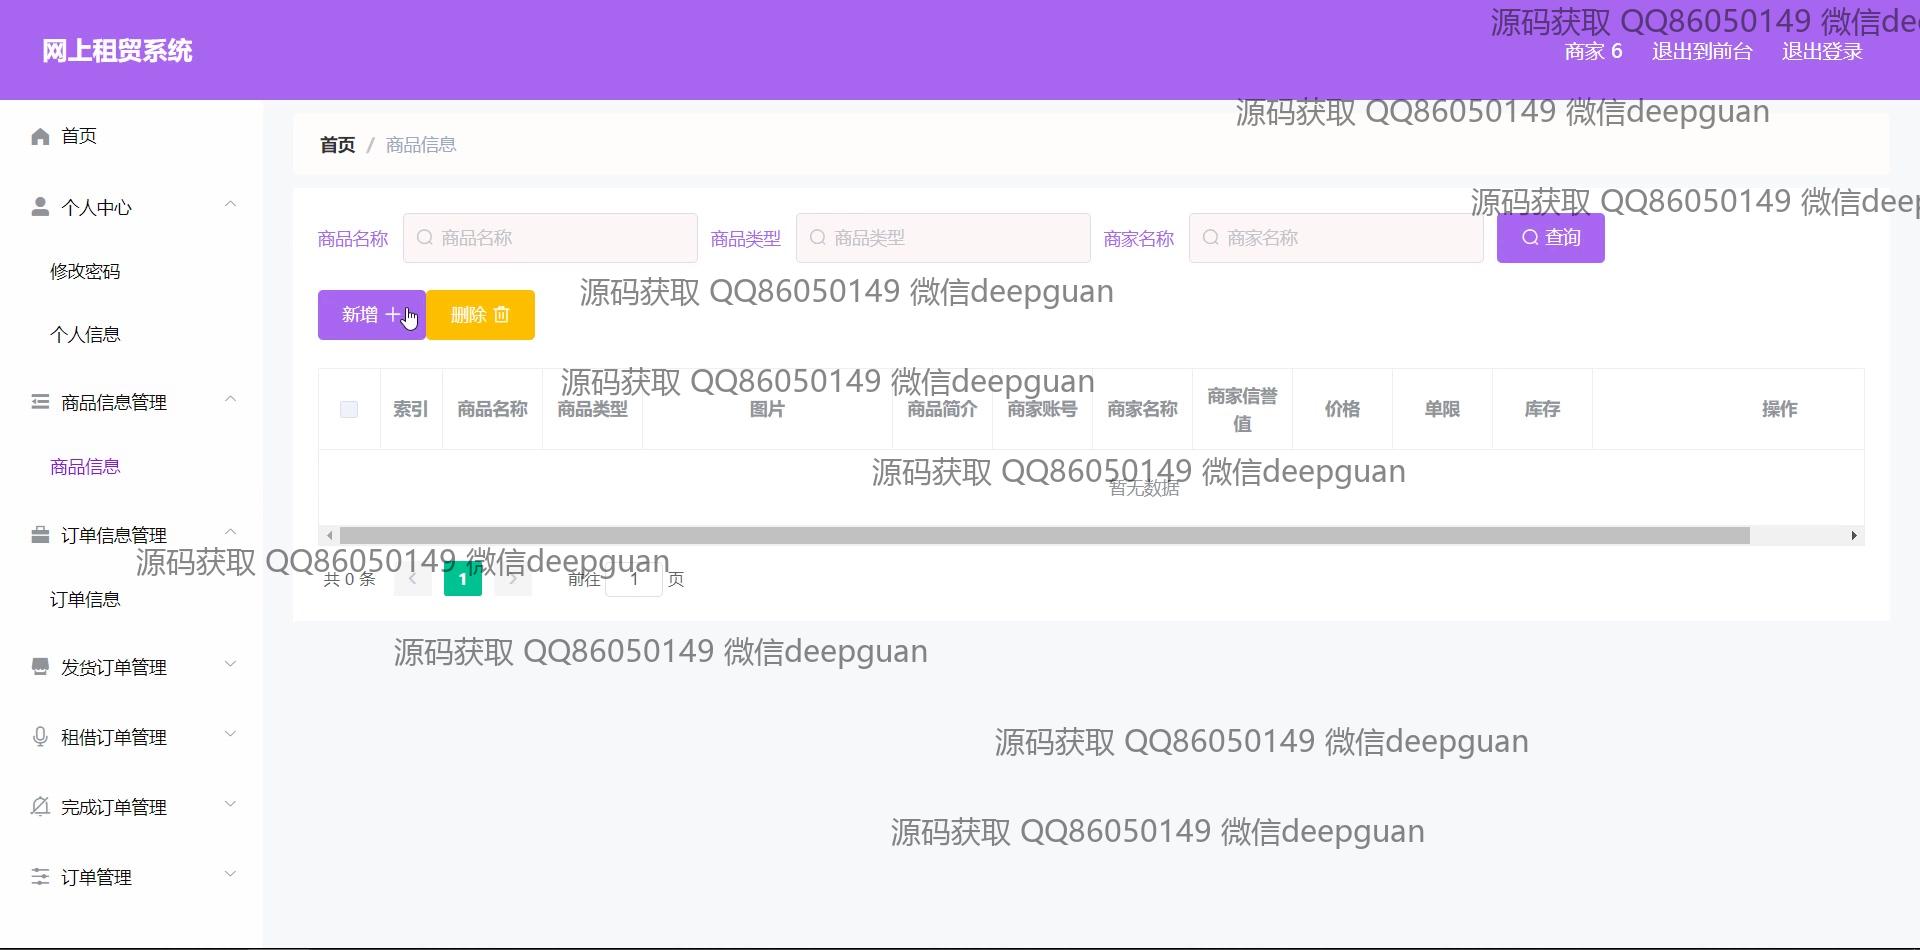 源码获取 QQ86050149 微信de
网上租贸系统
商家 6 退出到前台 退出登录
源码获取 QQ86050149 微信deepguan
首页
首页 / 商品信息
源码获取 QQ86050149 微信deep
个人中心
商品名称 商品名称 商品类型 商品类型 商家名称 商家名称 查询
修改密码
源码获取 QQ86050149 微信deepguan
新增 删除
个人信息
源码获取 QQ86050149 微信deepguan
商品信息管理
索引 商品名称 商品类型 图片 商品简介 商家账号 商家名称 商家信誉值 价格 单限 库存 操作
商品信息
源码获取 QQ86050149 微信deepguan
暂无数据
订单信息管理
源码获取 QQ86050149 微信deepguan
共 0 条 1 前往 1 页
订单信息
源码获取 QQ86050149 微信deepguan
发货订单管理
租借订单管理
源码获取 QQ86050149 微信deepguan
完成订单管理
源码获取 QQ86050149 微信deepguan
订单管理